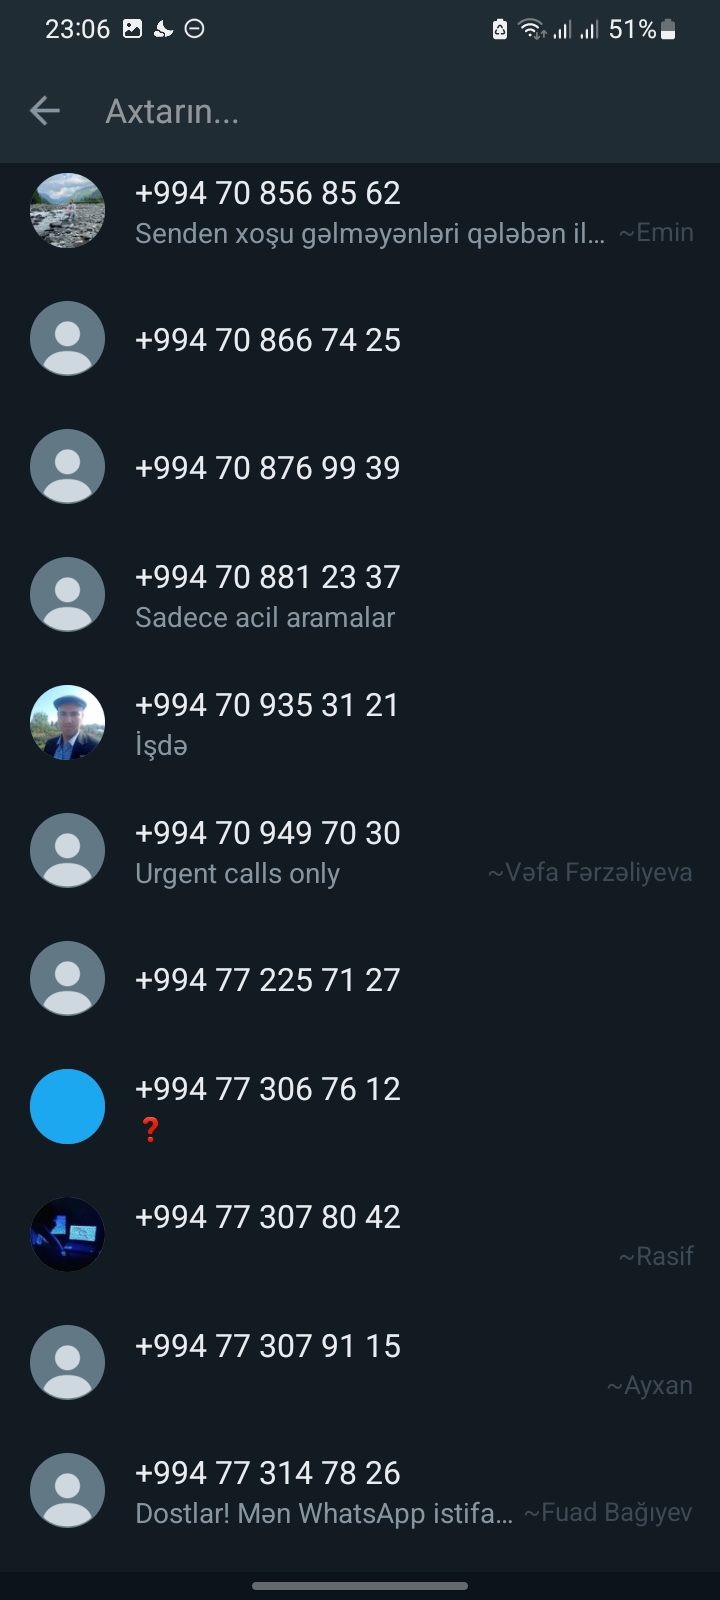 23:06 51%
Axtarın...
+994 70 856 85 62
Senden xoşu gəlməyənləri qələbən il... ~Emin
+994 70 866 74 25
+994 70 876 99 39
+994 70 881 23 37
Sadece acil aramalar
+994 70 935 31 21
İşdə
+994 70 949 70 30
Urgent calls only ~Vəfa Fərzəliyeva
+994 77 225 71 27
+994 77 306 76 12
❓
+994 77 307 80 42
~Rasif
+994 77 307 91 15
~Ayxan
+994 77 314 78 26
Dostlar! Mən WhatsApp istifa... ~Fuad Bağıyev